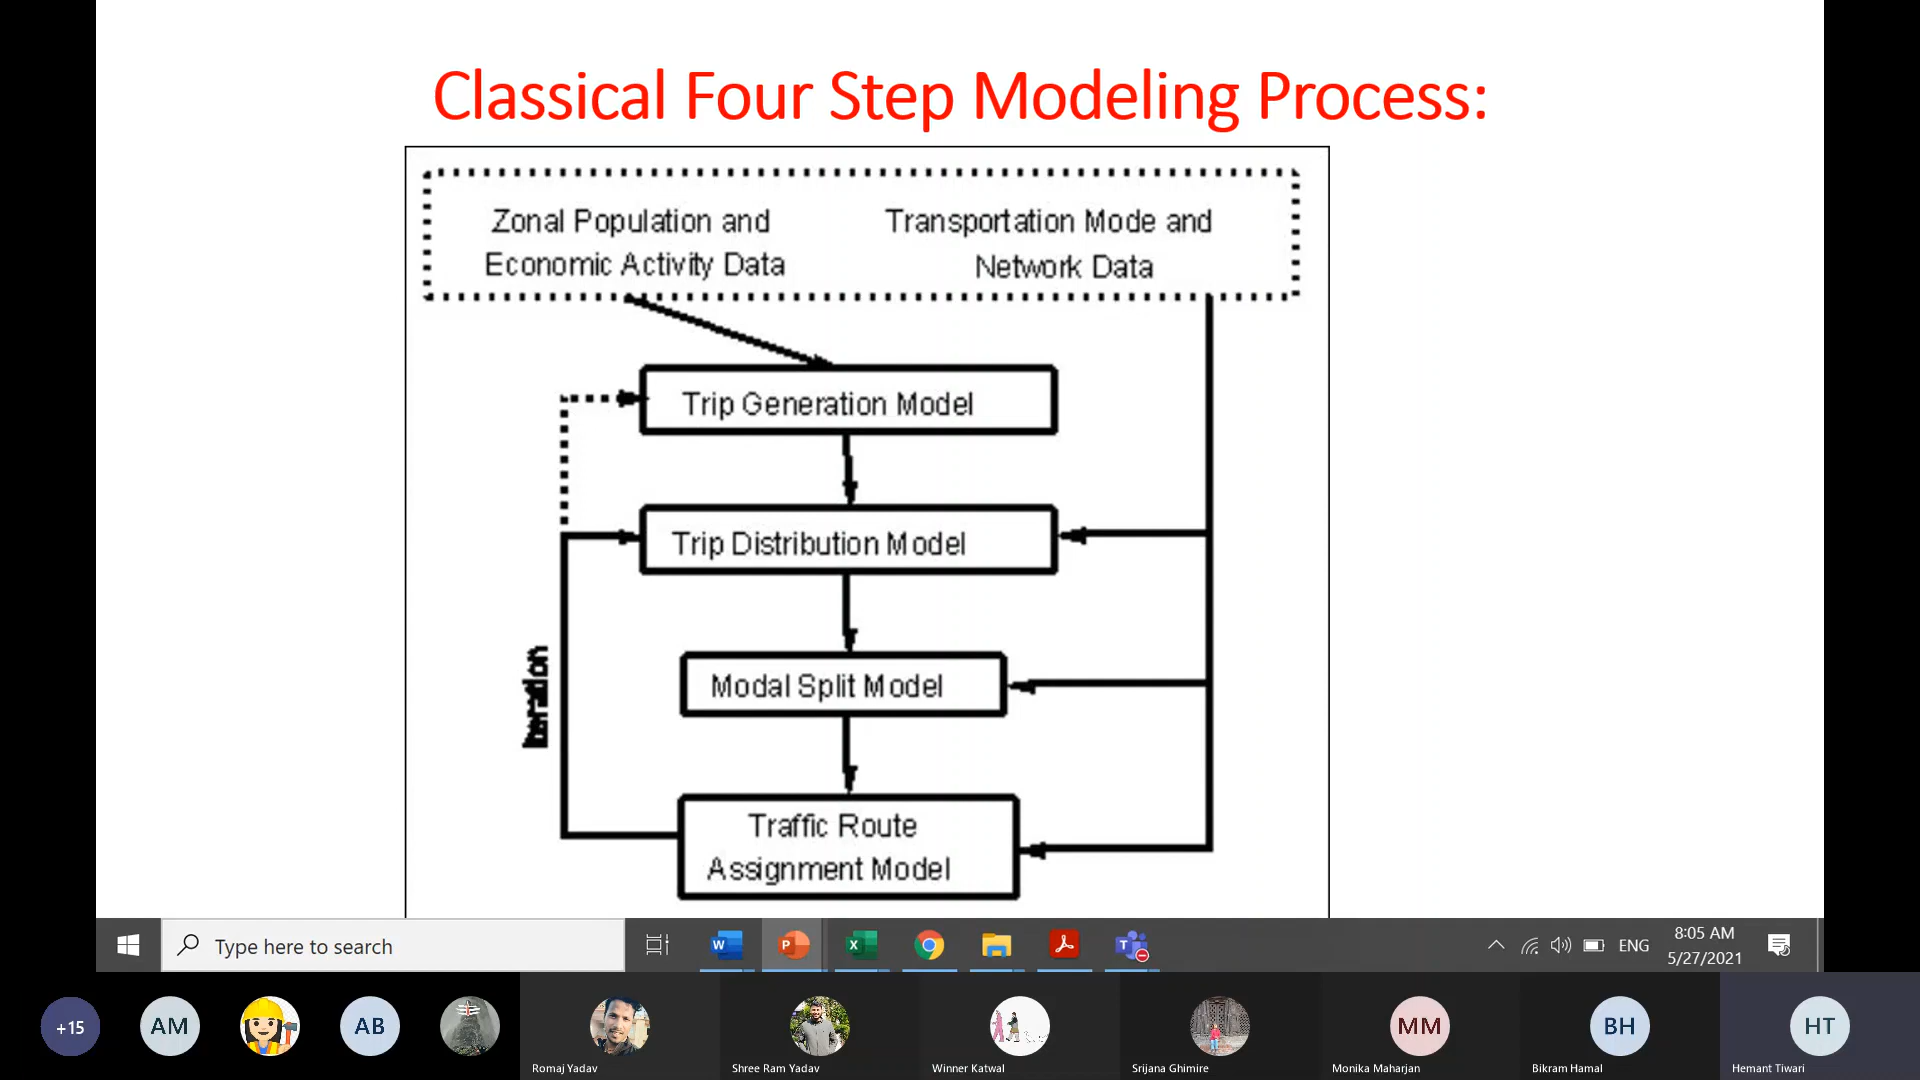 Classical Four Step Modeling Process:
Zonal Population and
Economic Activity Data
Transportation Mode and
Network Data
Trip Generation Model
Trip Distribution Model
Iteration
Modal Split Model
Traffic Route
Assignment Model
Type here to search
ENG
8:05 AM
5/27/2021
+15
AM
AB
MM
BH
HT
Romaj Yadav
Shree Ram Yadav
Winner Katwal
Srijana Ghimire
Monika Maharjan
Bikram Hamal
Hemant Tiwari